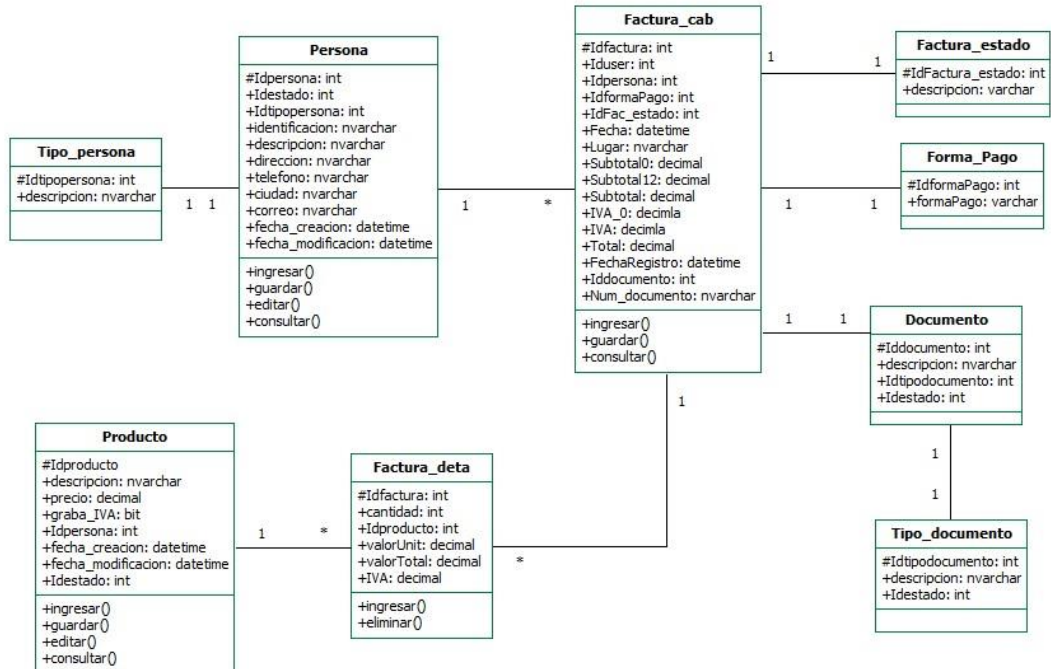 Tipo_persona
#Idtipopersona: int
+descripcion: nvarchar
1 1
Persona
#Idpersona: int
+Idestado: int
+Idtipopersona: int
+identificacion: nvarchar
+descripcion: nvarchar
+direccion: nvarchar
+telefono: nvarchar
+ciudad: nvarchar
+correo: nvarchar
+fecha_creacion: datetime
+fecha_modificacion: datetime
+ingresar()
+guardar()
+editar()
+consultar()
1 *
Factura_cab
#Idfactura: int
+Iduser: int
+Idpersona: int
+IdformaPago: int
+IdFac_estado: int
+Fecha: datetime
+Lugar: nvarchar
+Subtotal0: decimal
+Subtotal12: decimal
+Subtotal: decimal
+IVA_0: decimla
+IVA: decimla
+Total: decimal
+FechaRegistro: datetime
+Iddocumento: int
+Num_documento: nvarchar
+ingresar()
+guardar()
+consultar()
1 1
Factura_estado
#IdFactura_estado: int
+descripcion: varchar
1 1
Forma_Pago
#IdformaPago: int
+formaPago: varchar
1 1
Documento
#Iddocumento: int
+descripcion: nvarchar
+Idtipodocumento: int
+Idestado: int
1
1
Tipo_documento
#Idtipodocumento: int
+descripcion: nvarchar
+Idestado: int
1
*
Producto
#Idproducto
+descripcion: nvarchar
+precio: decimal
+graba_IVA: bit
+Idpersona: int
+fecha_creacion: datetime
+fecha_modificacion: datetime
+Idestado: int
+ingresar()
+guardar()
+editar()
+consultar()
1 *
Factura_deta
#Idfactura: int
+cantidad: int
+Idproducto: int
+valorUnit: decimal
+valorTotal: decimal
+IVA: decimal
+ingresar()
+eliminar()